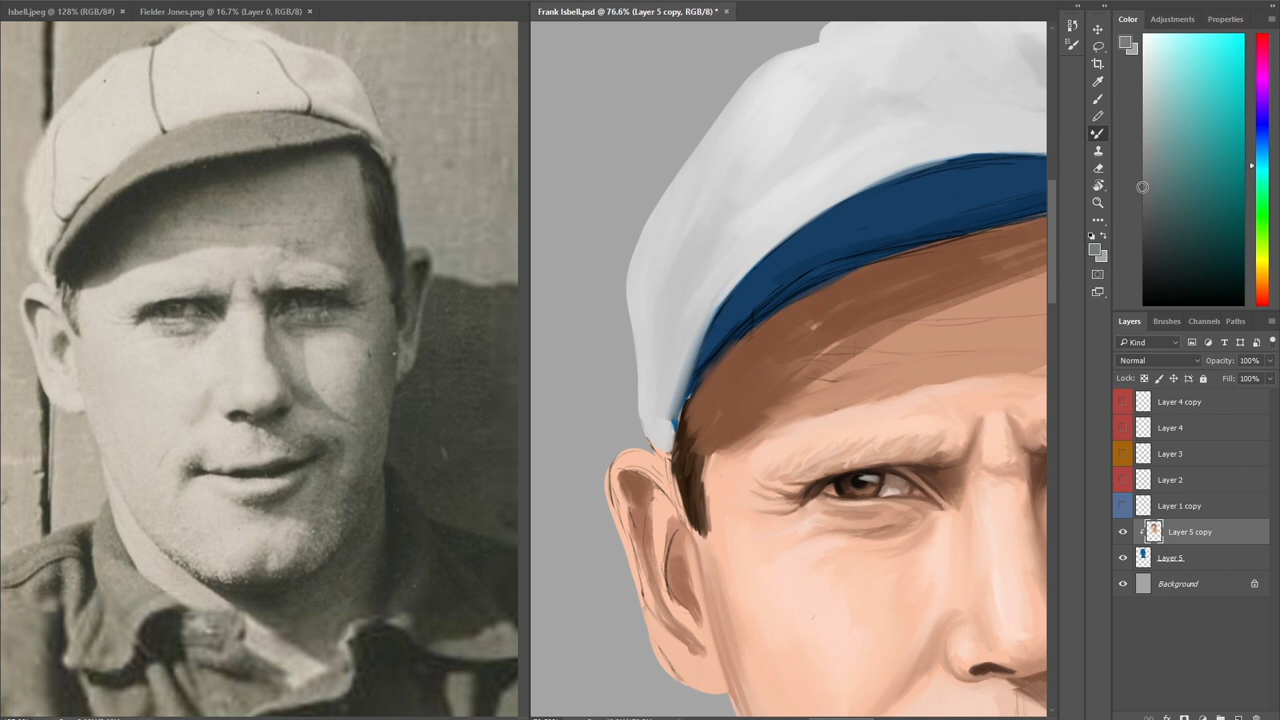 Isbell.jpeg @ 128% (RGB/8#) ×
Fielder Jones.png @ 16.7% (Layer 0, RGB/8) ×
Frank Isbell.psd @ 76.6% (Layer 5 copy, RGB/8) * ×
Color Adjustments Properties
Layers Brushes Channels Paths
Kind
Normal Opacity: 100%
Lock: Fill: 100%
Layer 4 copy
Layer 4
Layer 3
Layer 2
Layer 1 copy
Layer 5 copy
Layer 5
Background